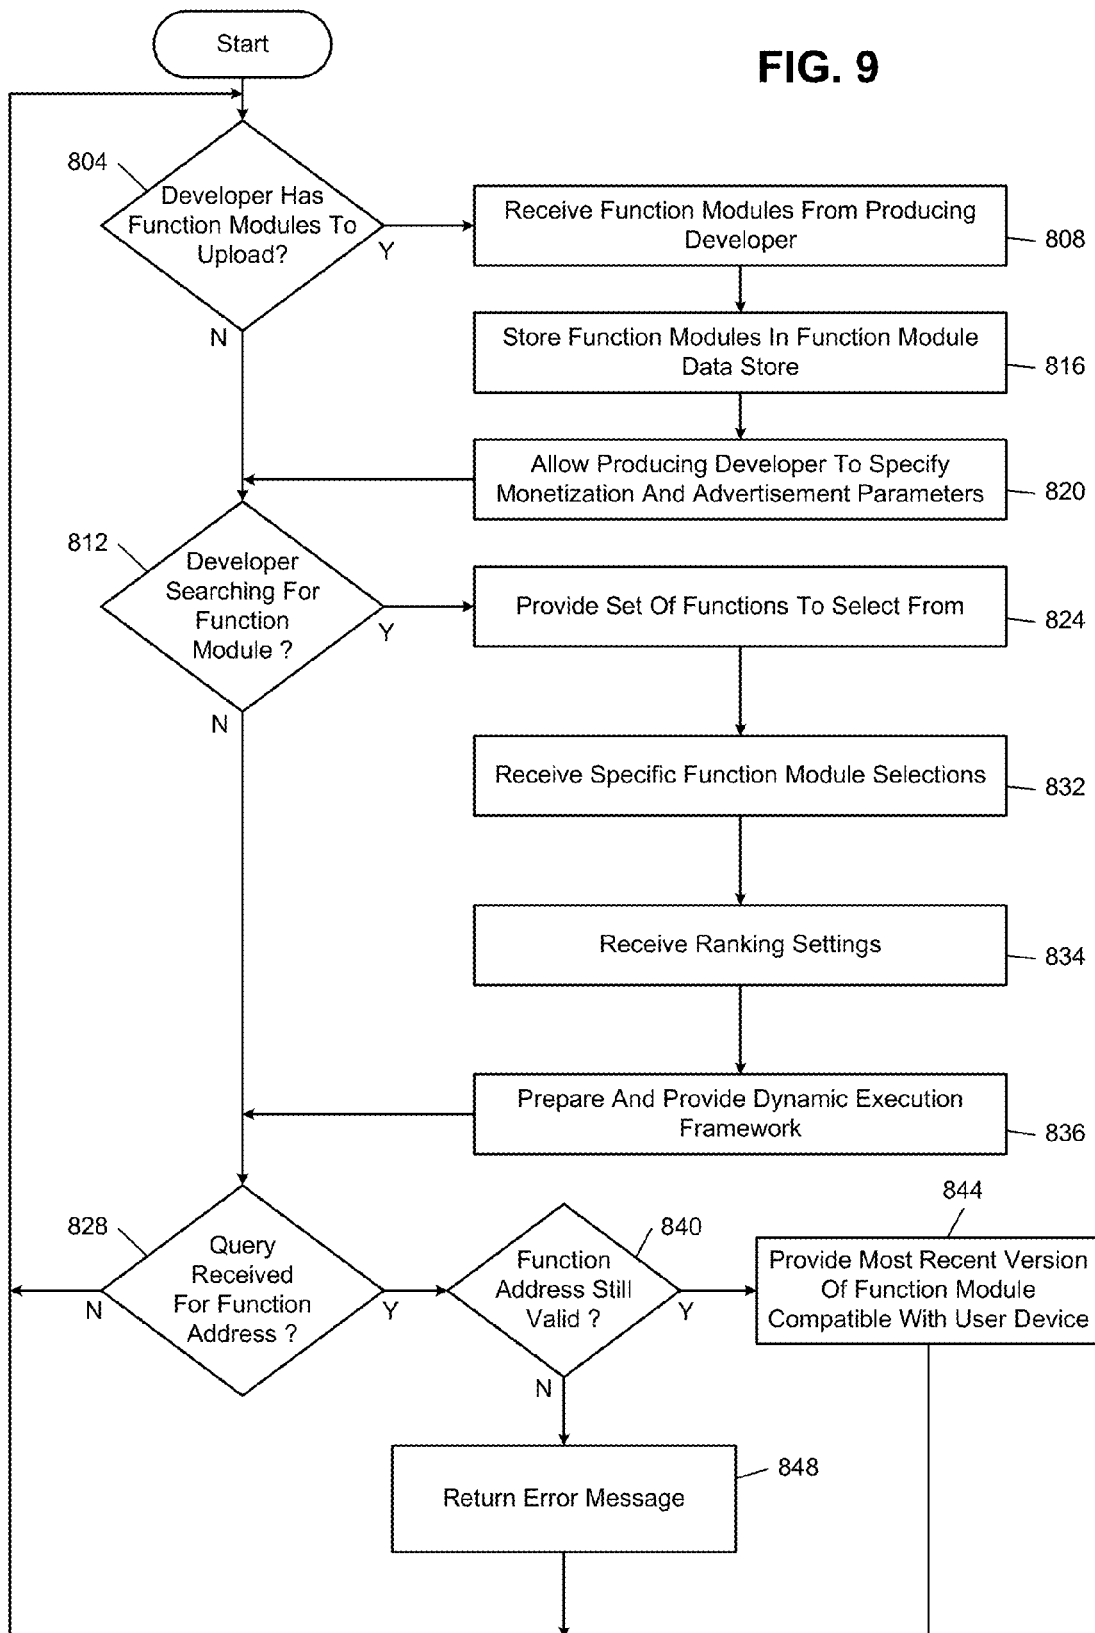 Start
FIG. 9
804
Developer Has
Function Modules To
Upload?
Y
N
Receive Function Modules From Producing
Developer
808
Store Function Modules In Function Module
Data Store
816
Allow Producing Developer To Specify
Monetization And Advertisement Parameters
820
812
Developer
Searching For
Function
Module ?
Y
N
Provide Set Of Functions To Select From
824
Receive Specific Function Module Selections
832
Receive Ranking Settings
834
Prepare And Provide Dynamic Execution
Framework
836
828
Query
Received
For Function
Address ?
N
Y
840
Function
Address Still
Valid ?
Y
N
844
Provide Most Recent Version
Of Function Module
Compatible With User Device
Return Error Message
848